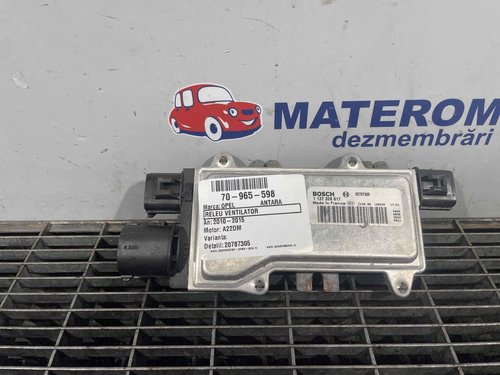 MATEROM
dezmembrări
70-965-598
Marca: OPEL ANTARA
RELEU VENTILATOR
An: 2010-2015
Motor: A22DM
Varianta:
Detalii: 20787305
BOSCH 20787305
1 137 328 617
Made in France